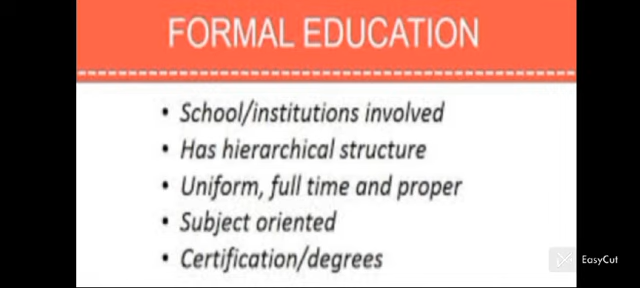 FORMAL EDUCATION
• School/institutions involved
• Has hierarchical structure
• Uniform, full time and proper
• Subject oriented
• Certification/degrees
EasyCut